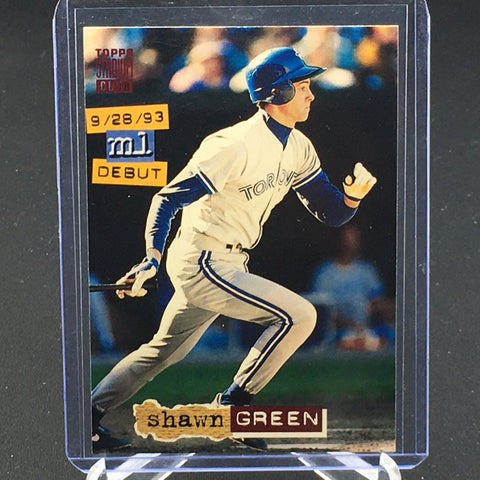 TOPPS
STADIUM
CLUB
9/28/93
ml
DEBUT
TORONTO
shawn GREEN